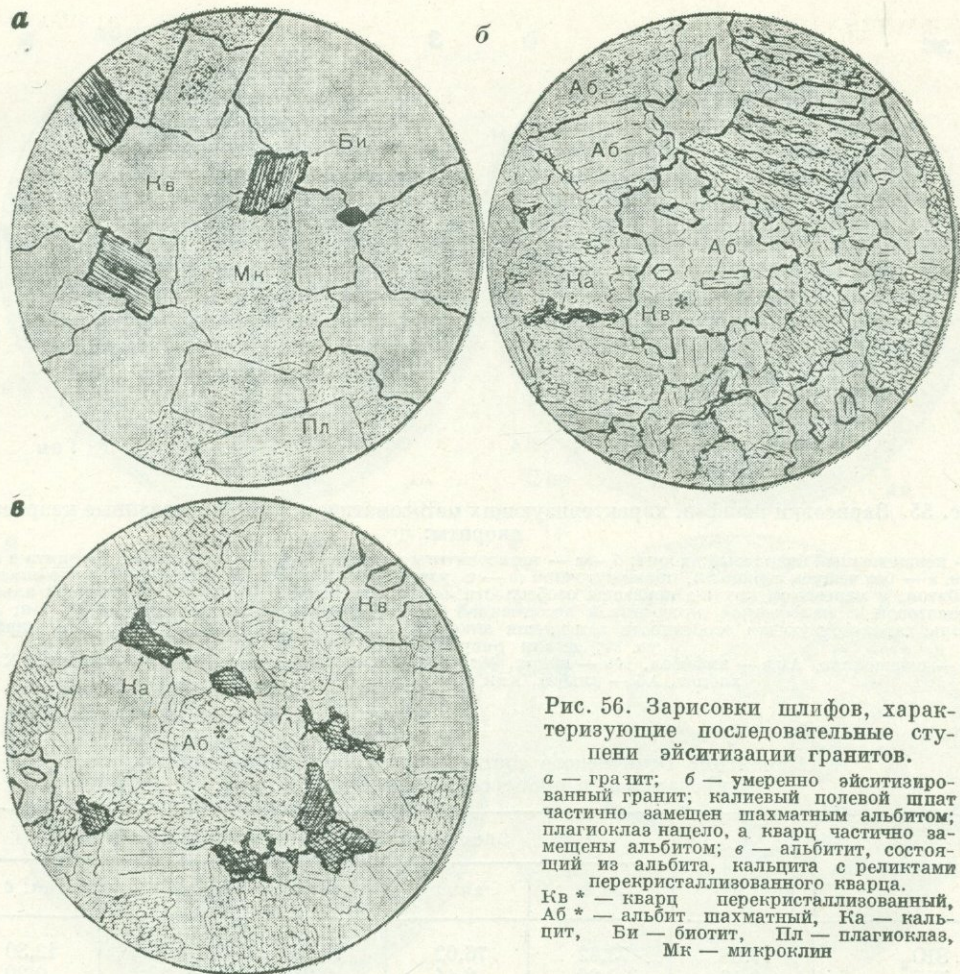 а
б
Аб *
Аб
Би
Кв
Мк
Аб
Ка
Кв *
Пл
в
Кв
Ка
Аб *
Рис. 56. Зарисовки шлифов, харак-
теризующие последовательные сту-
пени эйситизации гранитов.
а — гранит; б — умеренно эйситизиро-
ванный гранит; калиевый полевой шпат
частично замещен шахматным альбитом;
плагиоклаз нацело, а кварц частично за-
мещены альбитом; в — альбитит, состоя-
щий из альбита, кальцита с реликтами
перекристаллизованного кварца.
Кв * — кварц перекристаллизованный,
Аб * — альбит шахматный, Ка — каль-
цит, Би — биотит, Пл — плагиоклаз,
Мк — микроклин